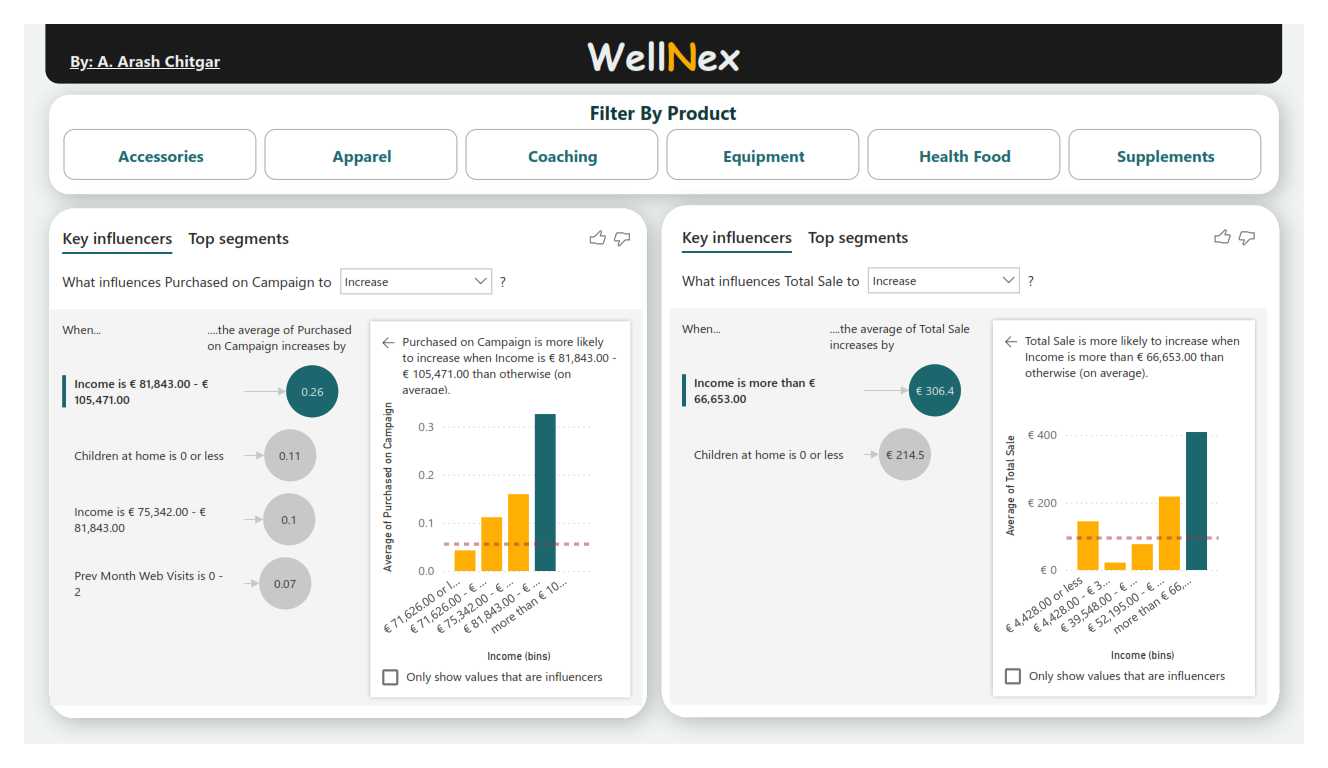 By: A. Arash Chitgar
WellNex
Filter By Product
Accessories
Apparel
Coaching
Equipment
Health Food
Supplements
Key influencers
Top segments
What influences Purchased on Campaign to
Increase
?
When...
....the average of Purchased
on Campaign increases by
Income is € 81,843.00 - €
105,471.00
0.26
Children at home is 0 or less
0.11
Income is € 75,342.00 - €
81,843.00
0.1
Prev Month Web Visits is 0 -
2
0.07
Purchased on Campaign is more likely
to increase when Income is € 81,843.00 -
€ 105,471.00 than otherwise (on
average).
Average of Purchased on Campaign
0.3
0.2
0.1
0.0
€ 71,626.00 or l...
€ 71,626.00 - € ...
€ 75,342.00 - € ...
€ 81,843.00 - € ...
more than € 10...
Income (bins)
Only show values that are influencers
Key influencers
Top segments
What influences Total Sale to
Increase
?
When...
....the average of Total Sale
increases by
Income is more than €
66,653.00
€ 306.4
Children at home is 0 or less
€ 214.5
Total Sale is more likely to increase when
Income is more than € 66,653.00 than
otherwise (on average).
Average of Total Sale
€ 400
€ 200
€ 0
€ 4,428.00 or less
€ 4,428.00 - € 3...
€ 39,548.00 - € ...
€ 52,195.00 - € ...
more than € 66,...
Income (bins)
Only show values that are influencers